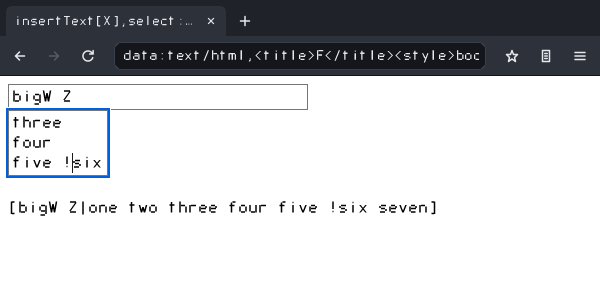 insertText[X],select:…
data:text/html,<title>F</title><style>boc
bigW Z
three
four
five !six
[bigW Z|one two three four five !six seven]